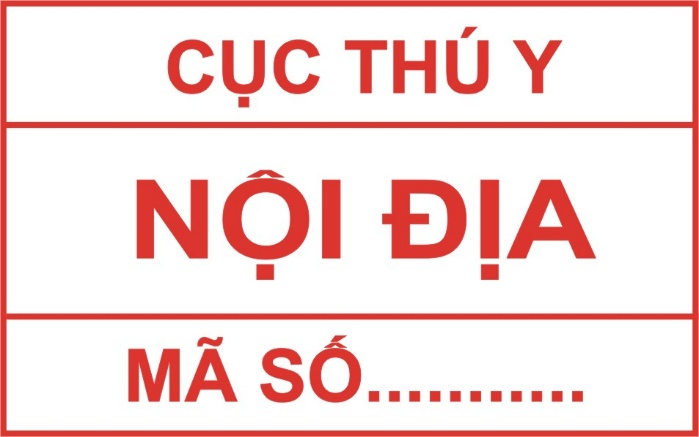 CỤC THÚ Y
NỘI ĐỊA
MÃ SỐ...........